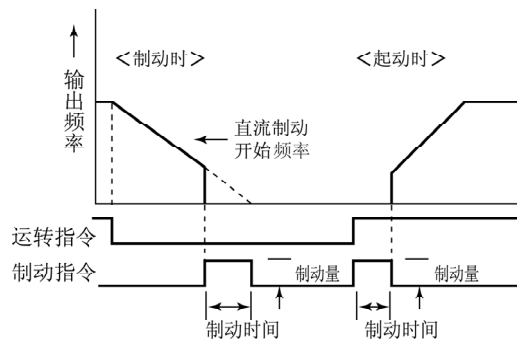 <制动时>
<起动时>
输出频率
直流制动
开始频率
运转指令
制动指令
制动量
制动量
制动时间
制动时间